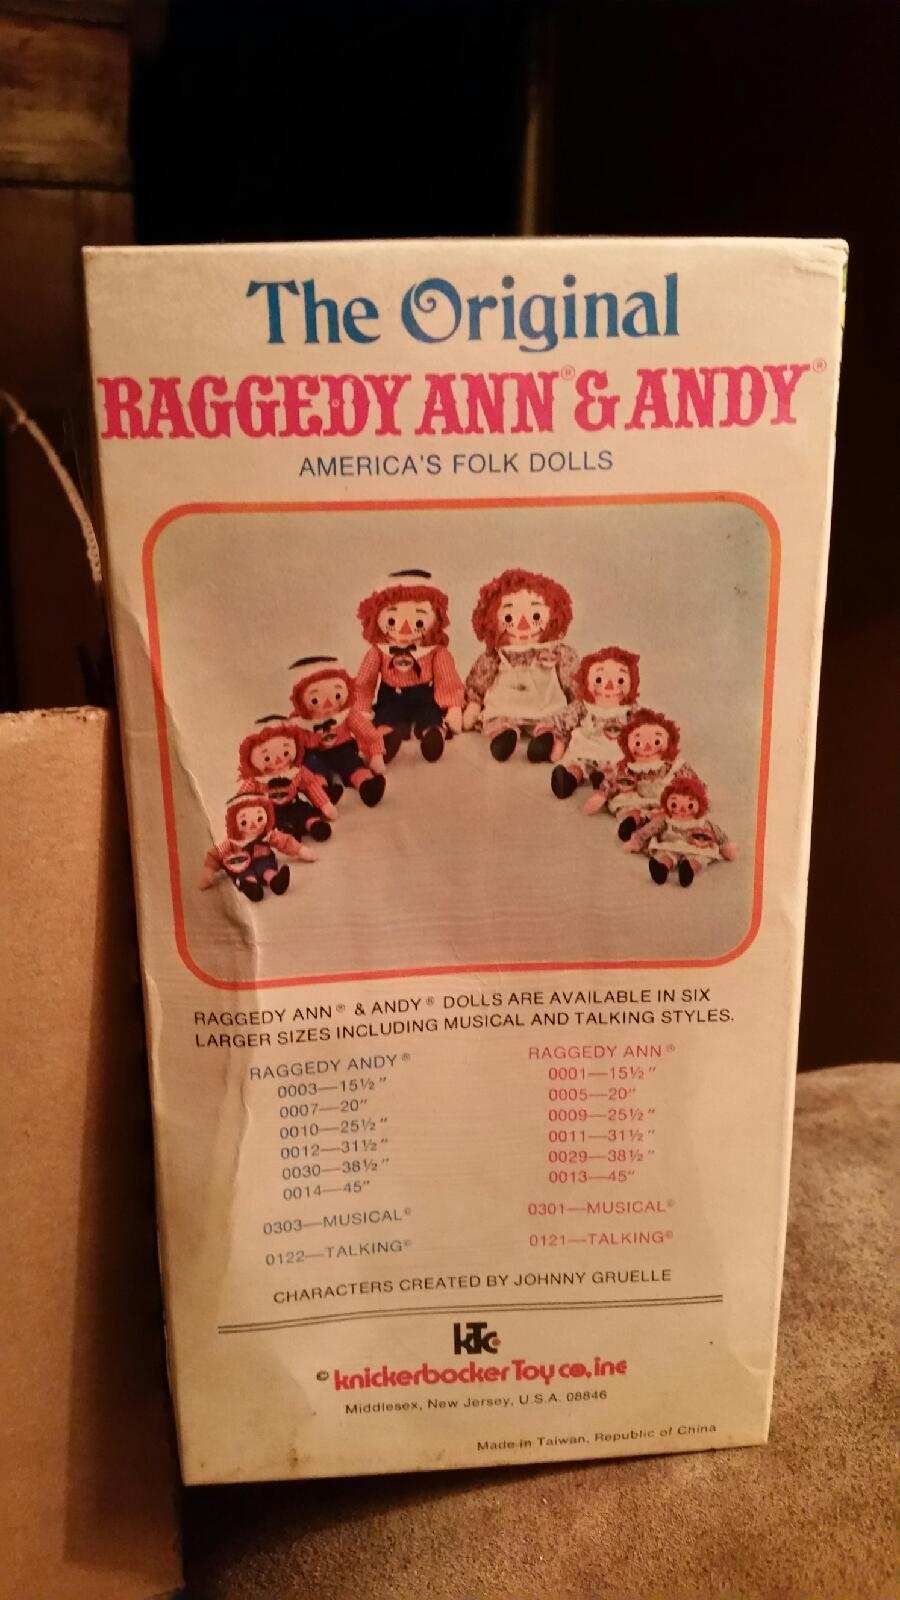 The Original
RAGGEDY ANN® & ANDY®
AMERICA'S FOLK DOLLS
RAGGEDY ANN® & ANDY® DOLLS ARE AVAILABLE IN SIX
LARGER SIZES INCLUDING MUSICAL AND TALKING STYLES.
RAGGEDY ANDY®
0003—15½"
0007—20"
0010—25½"
0012—31½"
0030—38½"
0014—45"
0303—MUSICAL®
0122—TALKING®
RAGGEDY ANN®
0001—15½"
0005—20"
0009—25½"
0011—31½"
0029—38½"
0013—45"
0301—MUSICAL®
0121—TALKING®
CHARACTERS CREATED BY JOHNNY GRUELLE
kTc
© knickerbocker Toy co, inc
Middlesex, New Jersey, U.S.A. 08846
Made in Taiwan, Republic of China